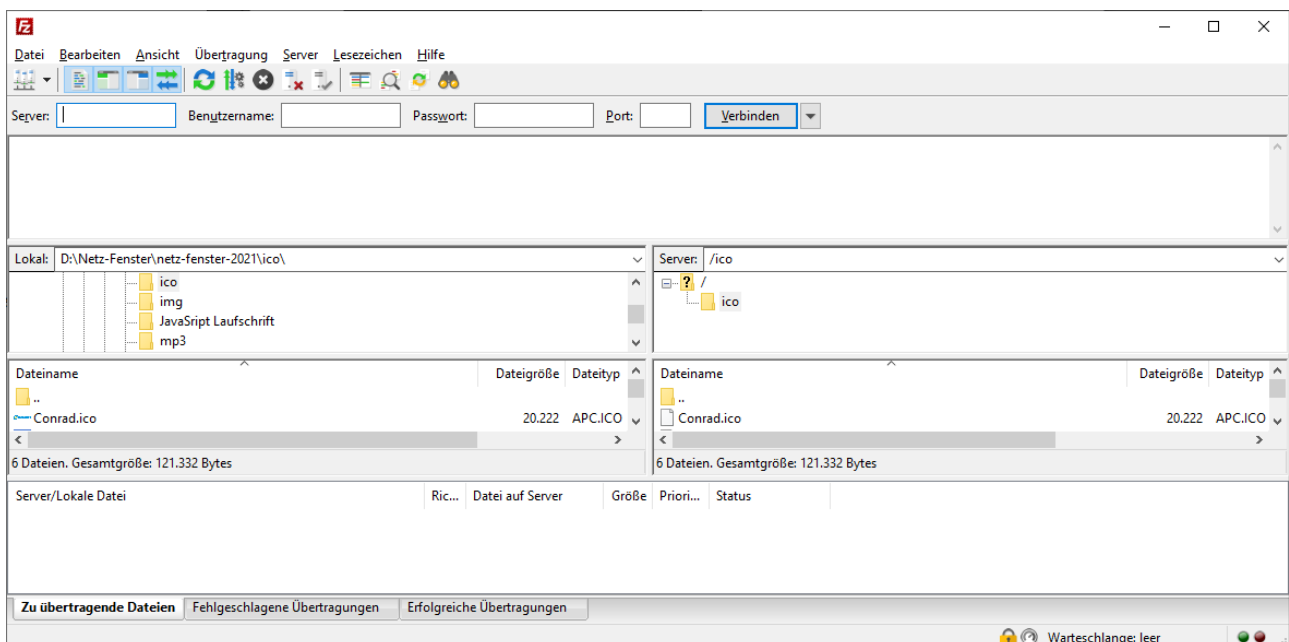 Fz
Datei Bearbeiten Ansicht Übertragung Server Lesezeichen Hilfe
Server: Benutzername: Passwort: Port: Verbinden
Lokal: D:\Netz-Fenster\netz-fenster-2021\ico\
ico
img
JavaSript Laufschrift
mp3
Server: /ico
? /
ico
Dateiname Dateigröße Dateityp
..
Conrad.ico 20.222 APC.ICO
6 Dateien. Gesamtgröße: 121.332 Bytes
Dateiname Dateigröße Dateityp
..
Conrad.ico 20.222 APC.ICO
6 Dateien. Gesamtgröße: 121.332 Bytes
Server/Lokale Datei Ric... Datei auf Server Größe Priori... Status
Zu übertragende Dateien Fehlgeschlagene Übertragungen Erfolgreiche Übertragungen
Warteschlange: leer